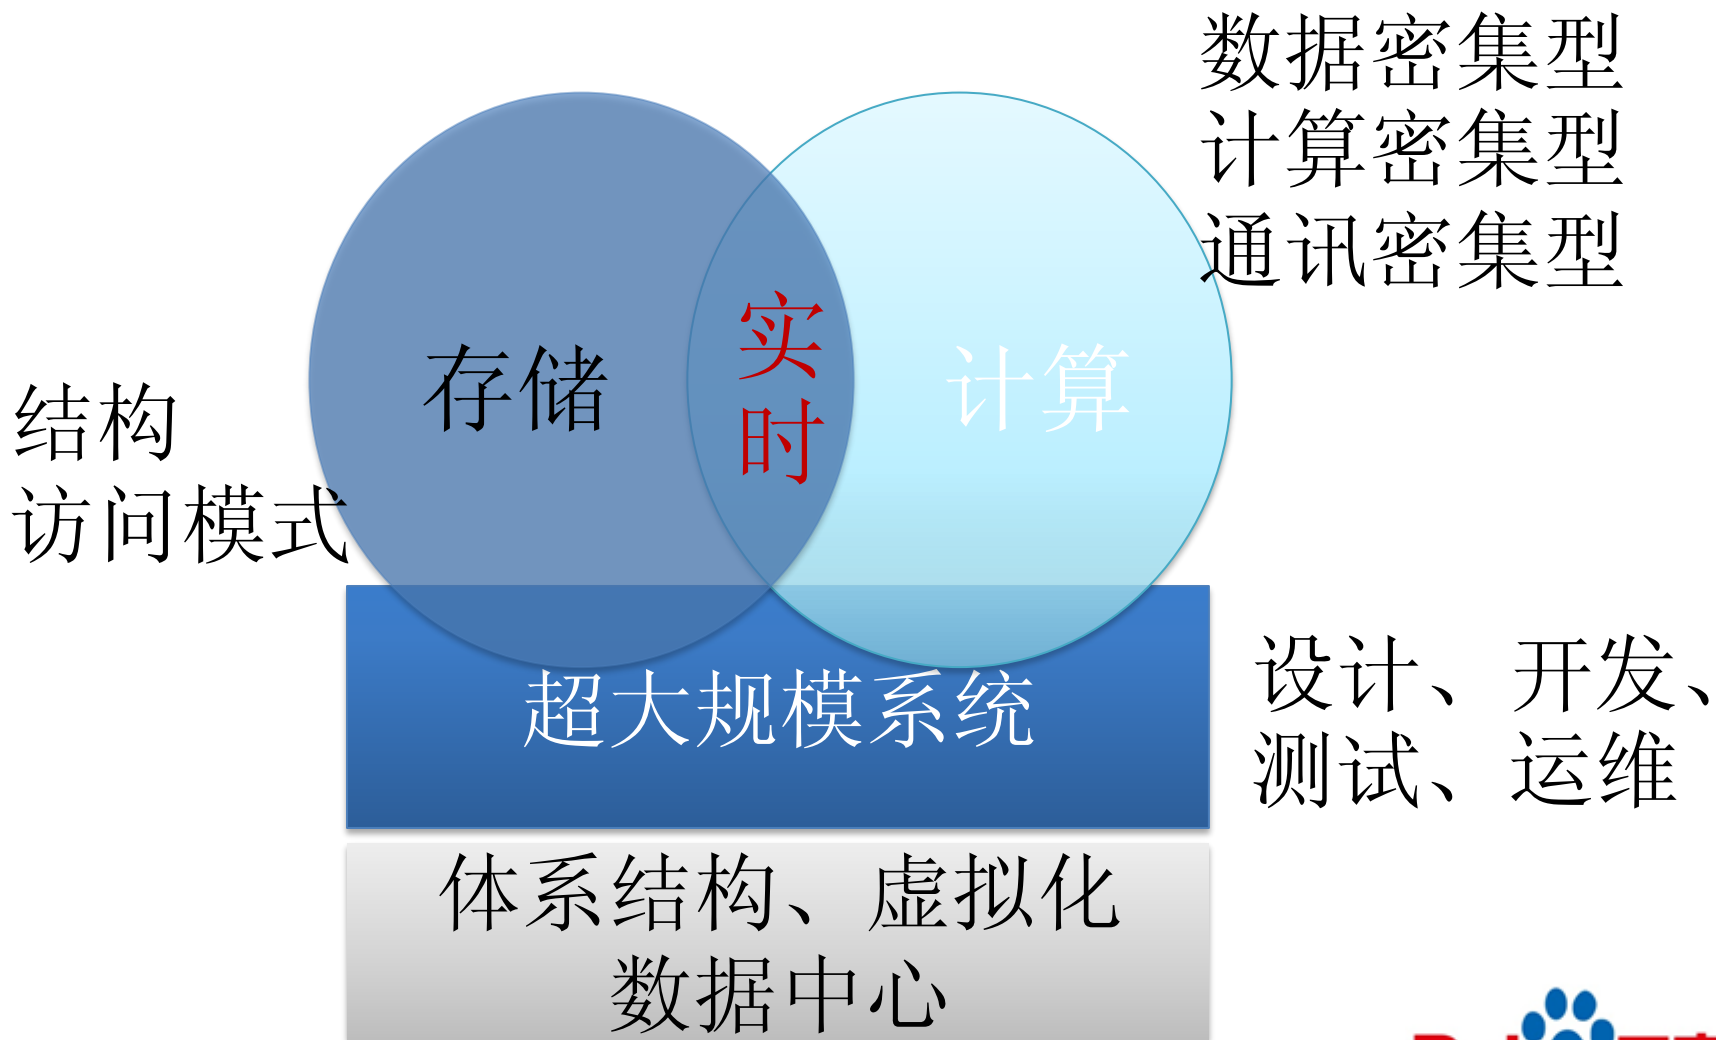 数据密集型
计算密集型
通讯密集型
实
时
存储
计算
结构
访问模式
超大规模系统
设计、开发、
测试、运维
体系结构、虚拟化
数据中心